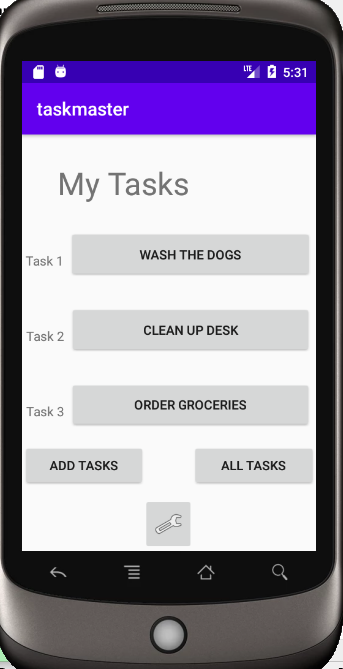 LTE 5:31
taskmaster
My Tasks
Task 1 WASH THE DOGS
Task 2 CLEAN UP DESK
Task 3 ORDER GROCERIES
ADD TASKS ALL TASKS